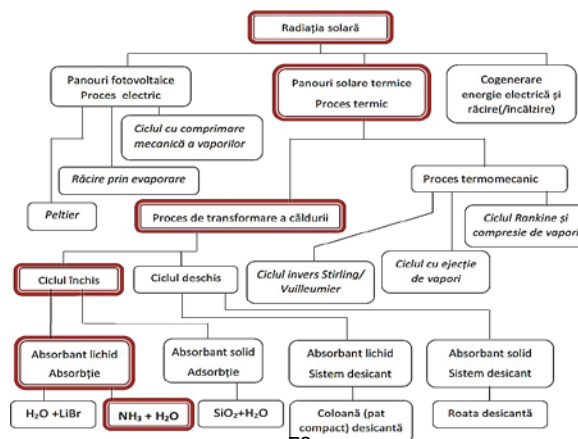 Radiația solară
Panouri fotovoltaice
Proces electric
Panouri solare termice
Proces termic
Cogenerare
energie electrică și
răcire(/încălzire)
Ciclul cu comprimare
mecanică a vaporilor
Răcire prin evaporare
Peltier
Proces termomecanic
Proces de transformare a căldurii
Ciclul Rankine și
compresie de vapori
Ciclul cu ejecție
de vapori
Ciclul invers Stirling/
Vuilleumier
Ciclul închis
Ciclul deschis
Absorbant lichid
Absorbție
Absorbant solid
Adsorbție
Absorbant lichid
Sistem desicant
Absorbant solid
Sistem desicant
H₂O +LiBr
NH₃ + H₂O
SiO₂+H₂O
Coloană (pat
compact) desicantă
Roata desicantă